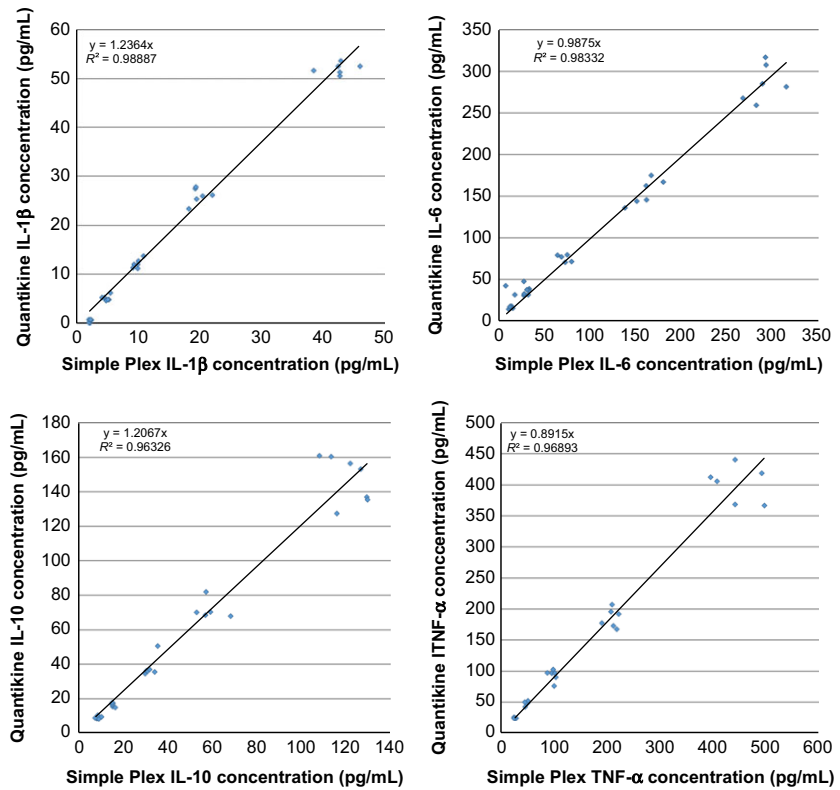 Quantikine IL-1β conccentration (pg/mL)
60
50
40
30
20
10
0
y = 1.2364x
R² = 0.98887
0 10 20 30 40 50
Simple Plex IL-1β concentration (pg/mL)
Quantikine IL-6 concentration (pg/mL)
350
300
250
200
150
100
50
0
y = 0.9875x
R² = 0.98332
0 50 100 150 200 250 300 350
Simple Plex IL-6 concentration (pg/mL)
Quantikine IL-10 concentration (pg/mL)
180
160
140
120
100
80
60
40
20
0
y = 1.2067x
R² = 0.96326
0 20 40 60 80 100 120 140
Simple Plex IL-10 concentration (pg/mL)
Quantikine ITNF-α conccentration (pg/mL)
500
450
400
350
300
250
200
150
100
50
0
y = 0.8915x
R² = 0.96893
0 100 200 300 400 500 600
Simple Plex TNF-α concentration (pg/mL)